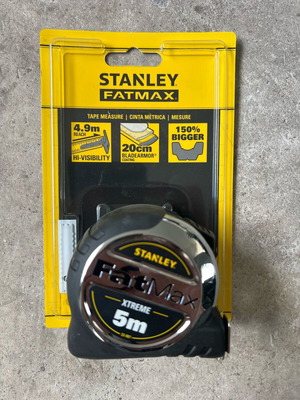 STANLEY
FATMAX
TAPE MEASURE | CINTA MÉTRICA | MESURE
4.9m
REACH
HI-VISIBILITY
20cm
BLADEARMOR
COATING
150%
BIGGER
STANLEY
FatMax
XTREME
5m